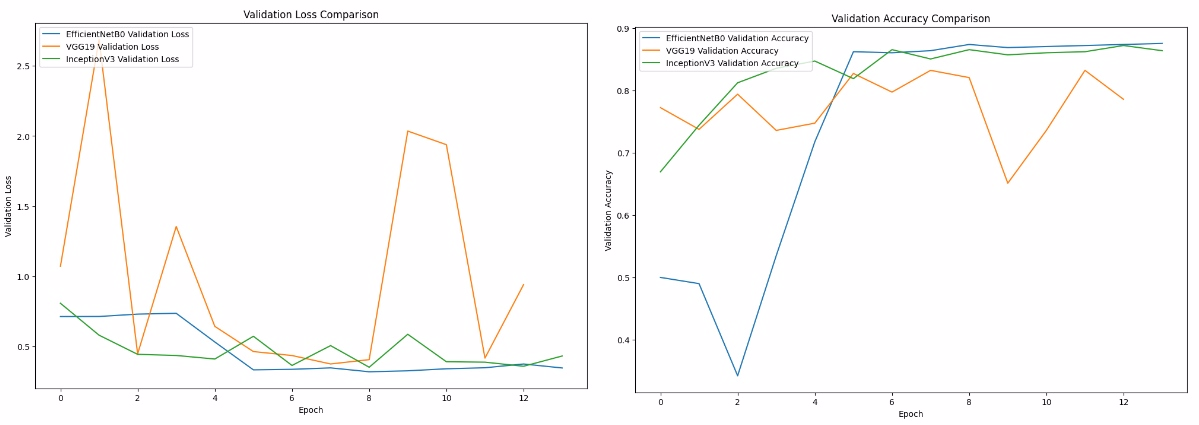 Validation Loss Comparison
EfficientNetB0 Validation Loss
VGG19 Validation Loss
InceptionV3 Validation Loss
2.5
2.0
1.5
1.0
0.5
Validation Loss
0 2 4 6 8 10 12
Epoch
Validation Accuracy Comparison
EfficientNetB0 Validation Accuracy
VGG19 Validation Accuracy
InceptionV3 Validation Accuracy
0.9
0.8
0.7
0.6
0.5
0.4
Validation Accuracy
0 2 4 6 8 10 12
Epoch